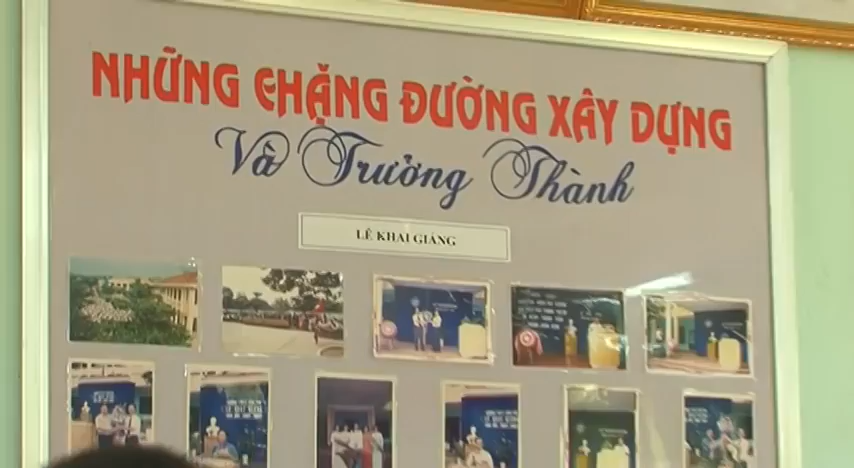 NHỮNG CHẶNG ĐƯỜNG XÂY DỰNG
Và Trưởng Thành
LỄ KHAI GIẢNG